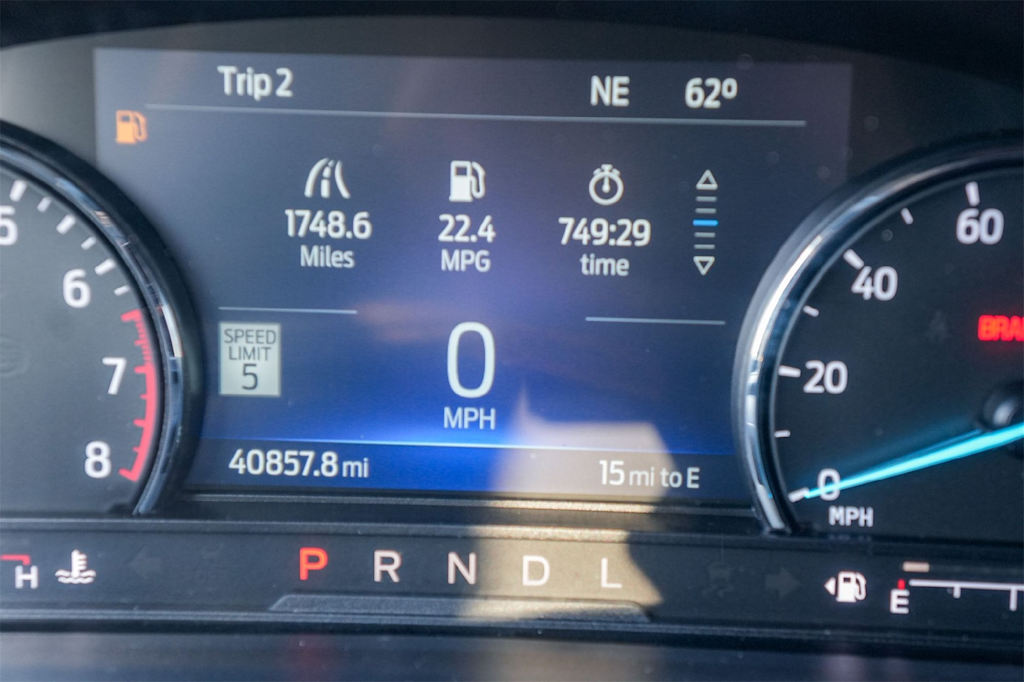 Trip 2 NE 62º
1748.6 22.4 749:29
Miles MPG time
SPEED
LIMIT
5
0
MPH
40857.8 mi 15 mi to E
6
7
8
60
40
20
0
MPH
H
P R N D L
E